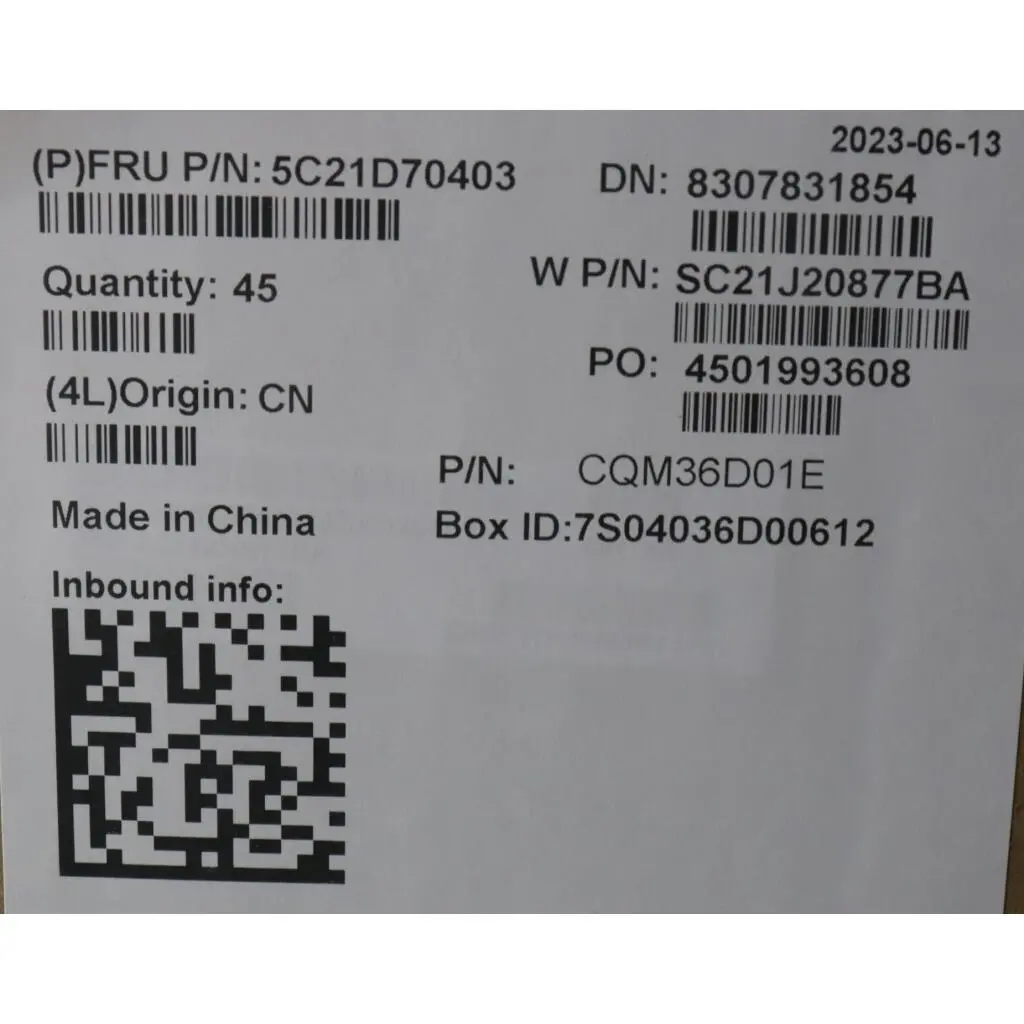 2023-06-13
(P)FRU P/N: 5C21D70403
DN: 8307831854
Quantity: 45
W P/N: SC21J20877BA
(4L)Origin: CN
PO: 4501993608
P/N: CQM36D01E
Made in China
Box ID:7S04036D00612
Inbound info: